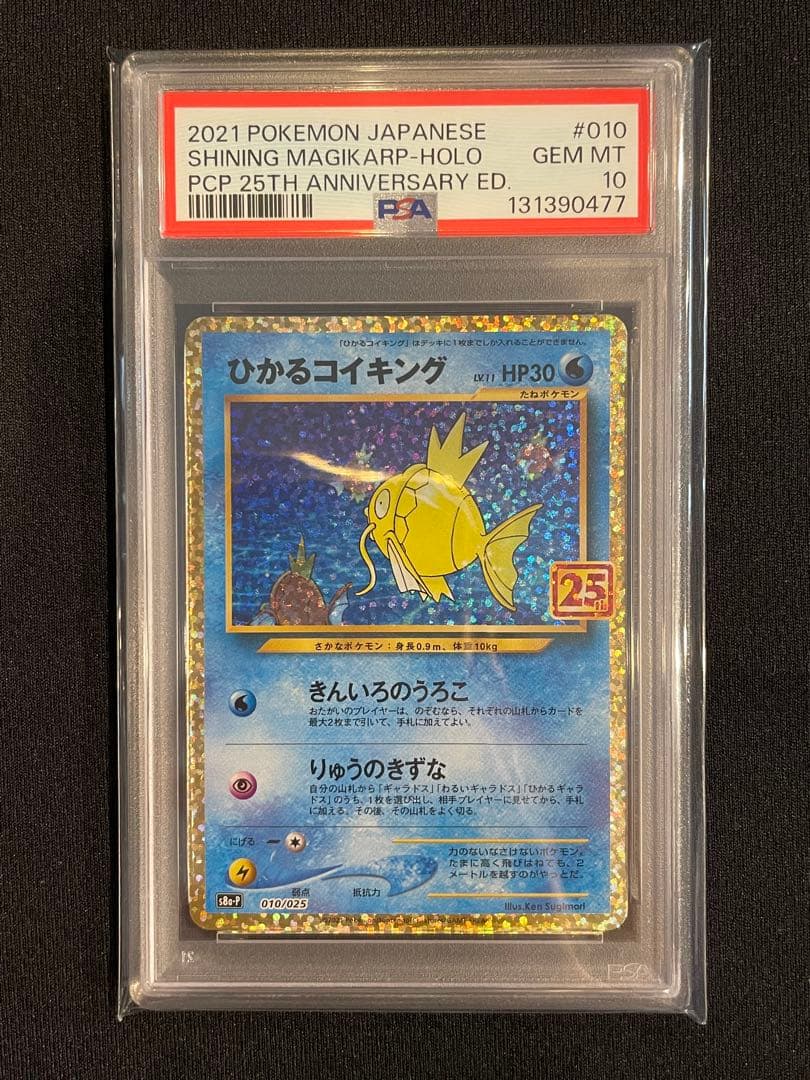 2021 POKEMON JAPANESE #010
SHINING MAGIKARP-HOLO GEM MT
PCP 25TH ANNIVERSARY ED. 10
PSA 131390477
「ひかるコイキング」はデッキに1枚までしか入れることができません。
ひかるコイキング LV.11 HP30
たねポケモン
25th
さかなポケモン：身長0.9m、体重10kg
きんいろのうろこ
おたがいのプレイヤーは、のぞむなら、それぞれの山札からカードを
最大2枚まで引いて、手札に加えてよい。
りゅうのきずな
自分の山札から「ギャラドス」「わるいギャラドス」「ひかるギャラ
ドス」のうち、1枚を選び出し、相手プレイヤーに見せてから、手札
に加える。その後、その山札をよく切る。
にげる
力のないなさけないポケモン。
たまに高く飛びはねても、2
メートルを越すのがやっとだ。
弱点 抵抗力
s8a-P 010/025
Illus.Ken Sugimori
PSA